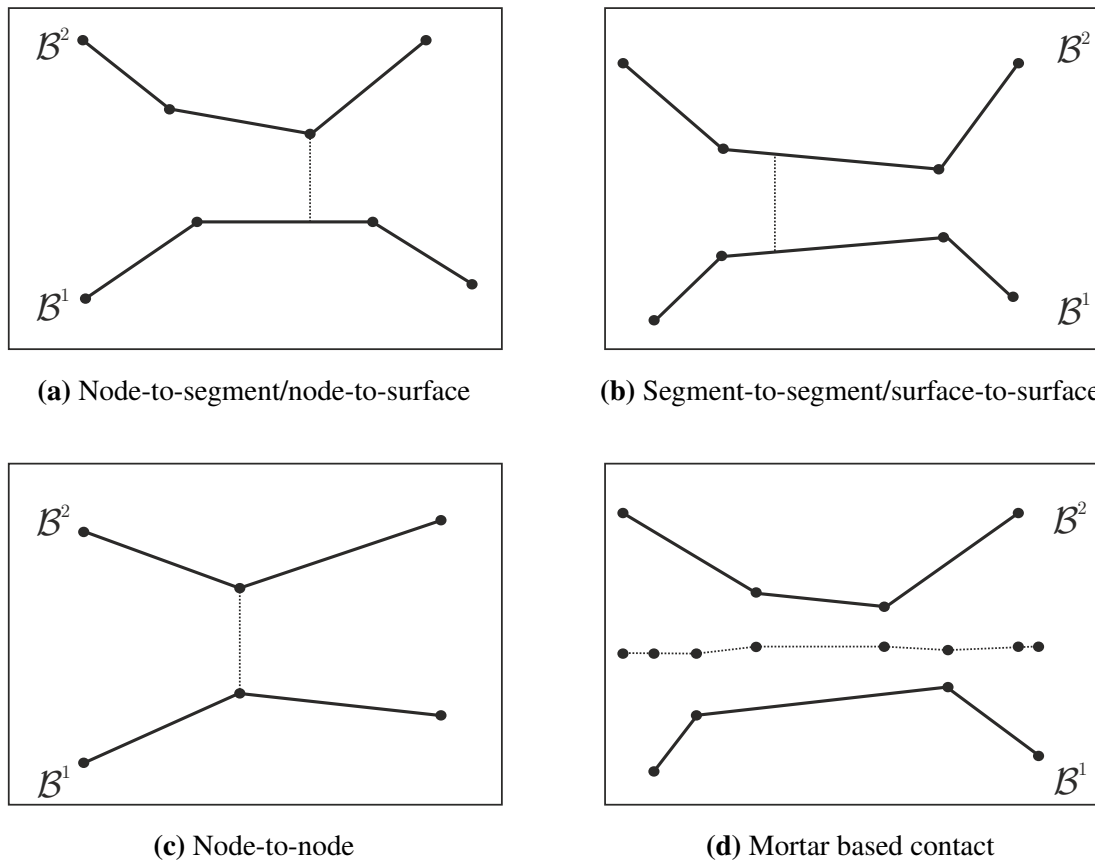 ℬ²
ℬ¹
(a) Node-to-segment/node-to-surface
ℬ²
ℬ¹
(b) Segment-to-segment/surface-to-surface
ℬ²
ℬ¹
(c) Node-to-node
ℬ²
ℬ¹
(d) Mortar based contact